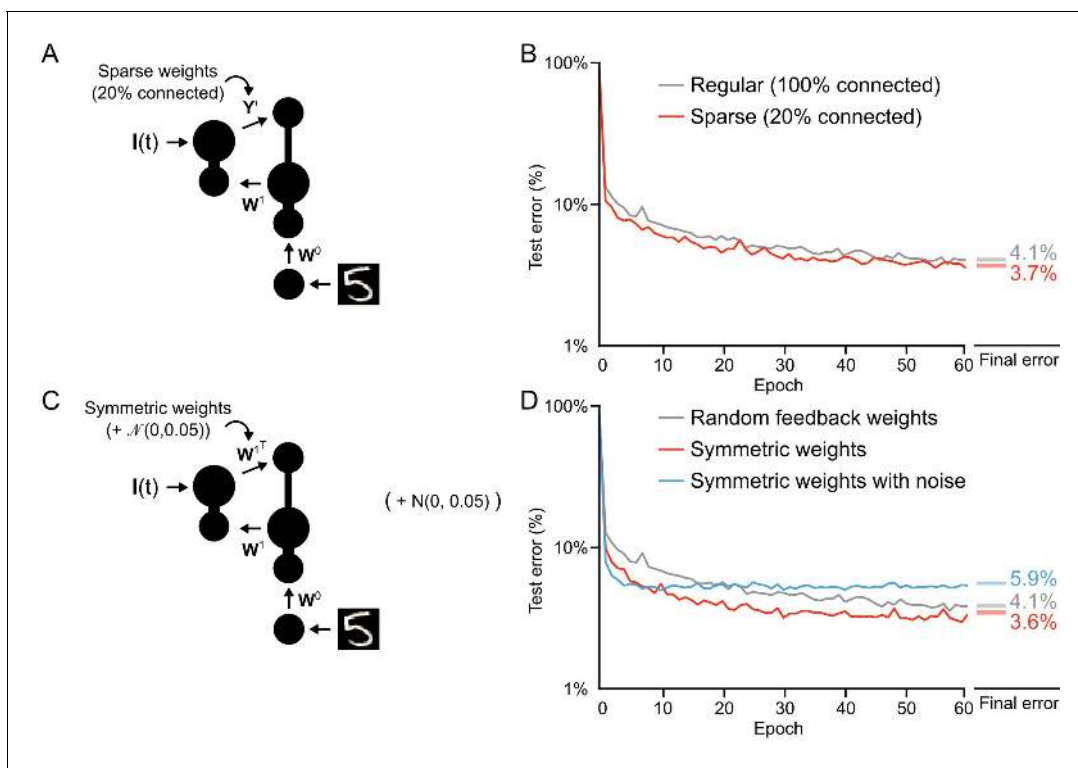 A
Sparse weights
(20% connected)
Y¹
I(t)
W¹
W⁰
5
B
100%
10%
1%
Test error (%)
Regular (100% connected)
Sparse (20% connected)
4.1%
3.7%
0 10 20 30 40 50 60
Final error
Epoch
C
Symmetric weights
(+ 𝒩(0,0.05))
W¹ᵀ
I(t)
( + N(0, 0.05) )
W¹
W⁰
5
D
100%
10%
1%
Test error (%)
Random feedback weights
Symmetric weights
Symmetric weights with noise
5.9%
4.1%
3.6%
0 10 20 30 40 50 60
Final error
Epoch